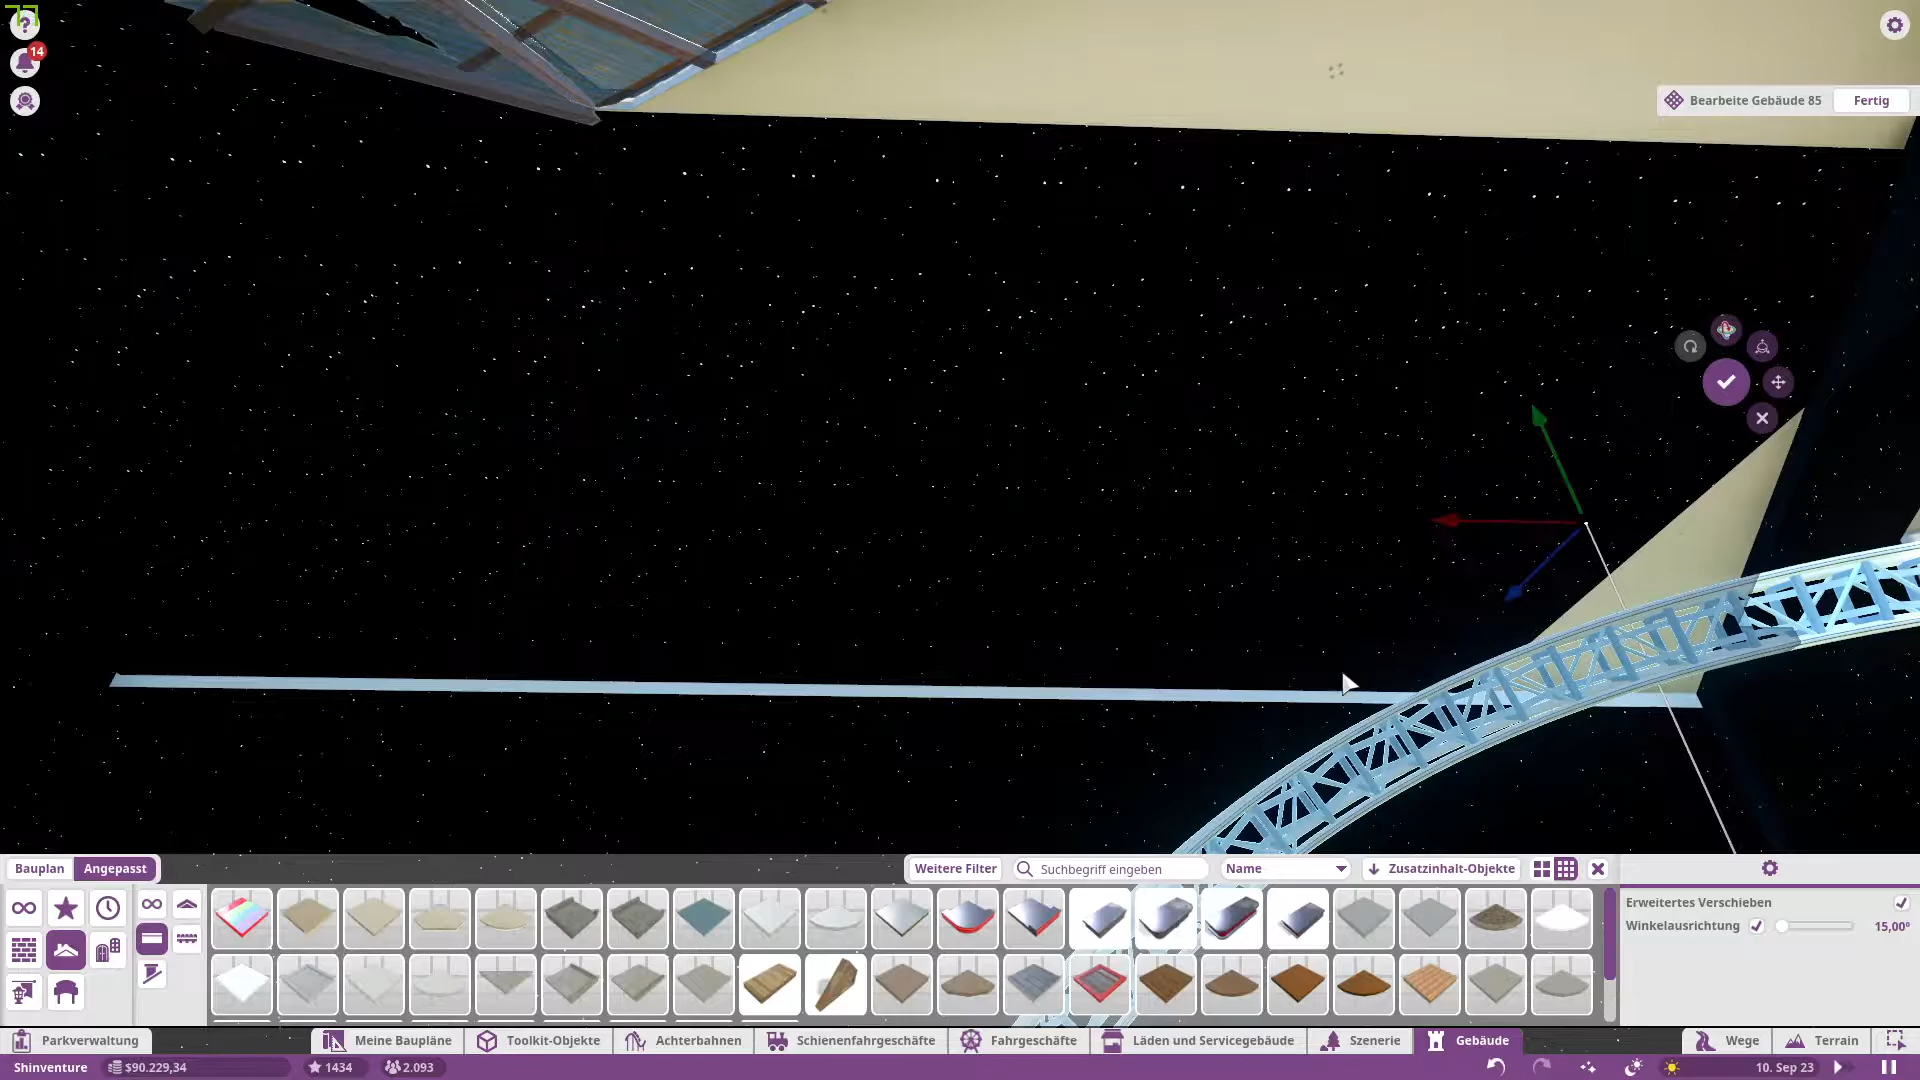 77
14
Bearbeite Gebäude 85
Fertig
Bauplan
Angepasst
Weitere Filter
Suchbegriff eingeben
Name
Zusatzinhalt-Objekte
Erweitertes Verschieben
Winkelausrichtung
15,00°
Parkverwaltung
Meine Baupläne
Toolkit-Objekte
Achterbahnen
Schienenfahrgeschäfte
Fahrgeschäfte
Läden und Servicegebäude
Szenerie
Gebäude
Wege
Terrain
Shinventure
$90.229,34
1434
2.093
10. Sep 23